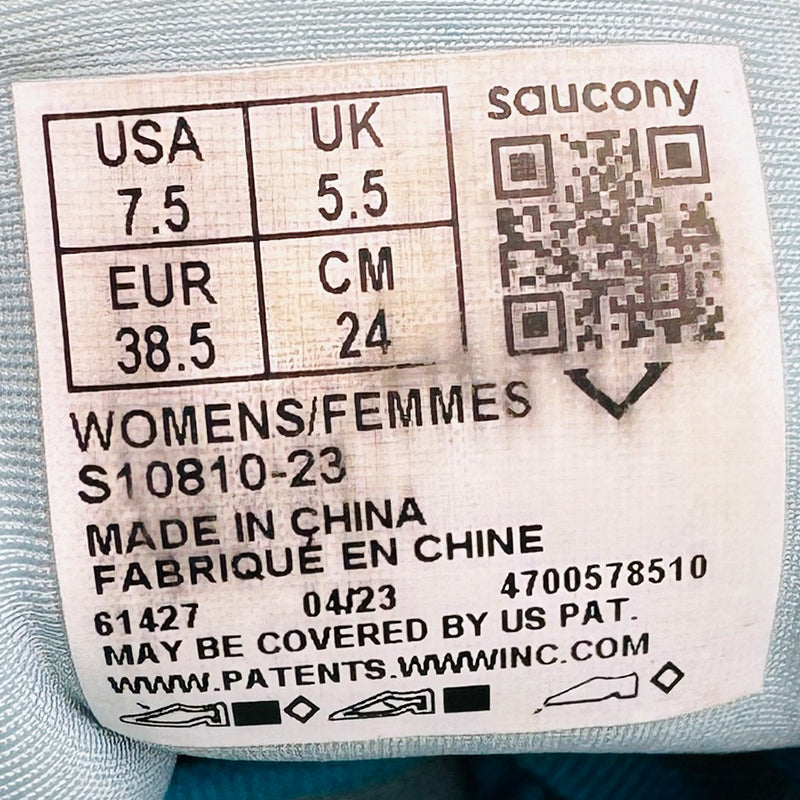 saucony
USA UK
7.5 5.5
EUR CM
38.5 24
WOMENS/FEMMES
S10810-23
MADE IN CHINA
FABRIQUÉ EN CHINE
61427 04/23 4700578510
MAY BE COVERED BY US PAT.
WWW.PATENTS.WWWINC.COM